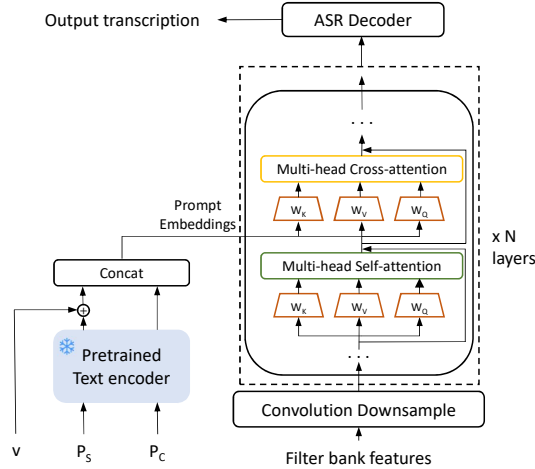 Output transcription
ASR Decoder
. . .
Multi-head Cross-attention
Prompt
Embeddings
W_K
W_V
W_Q
x N
layers
Multi-head Self-attention
Concat
W_K
W_V
W_Q
+
Pretrained
Text encoder
. . .
Convolution Downsample
v
P_S
P_C
Filter bank features